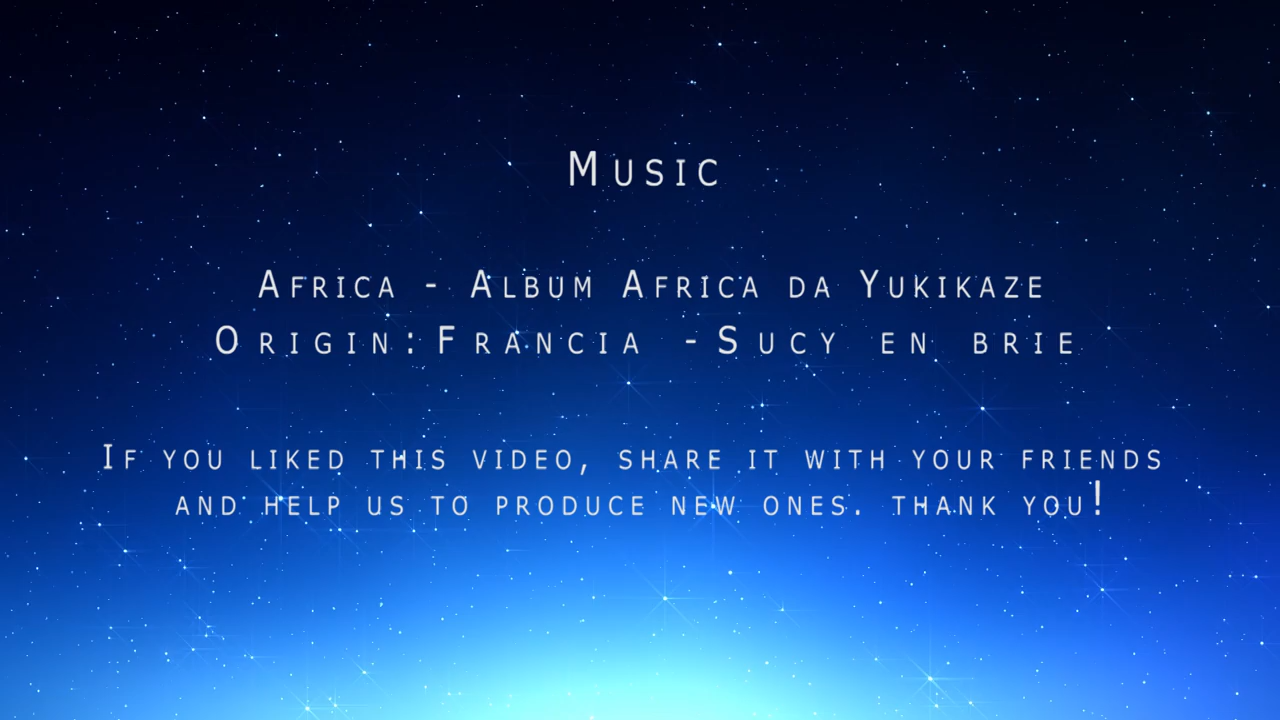 Music
Africa - Album Africa da Yukikaze
Origin:Francia -Sucy en brie
If you liked this video, share it with your friends
and help us to produce new ones. thank you!